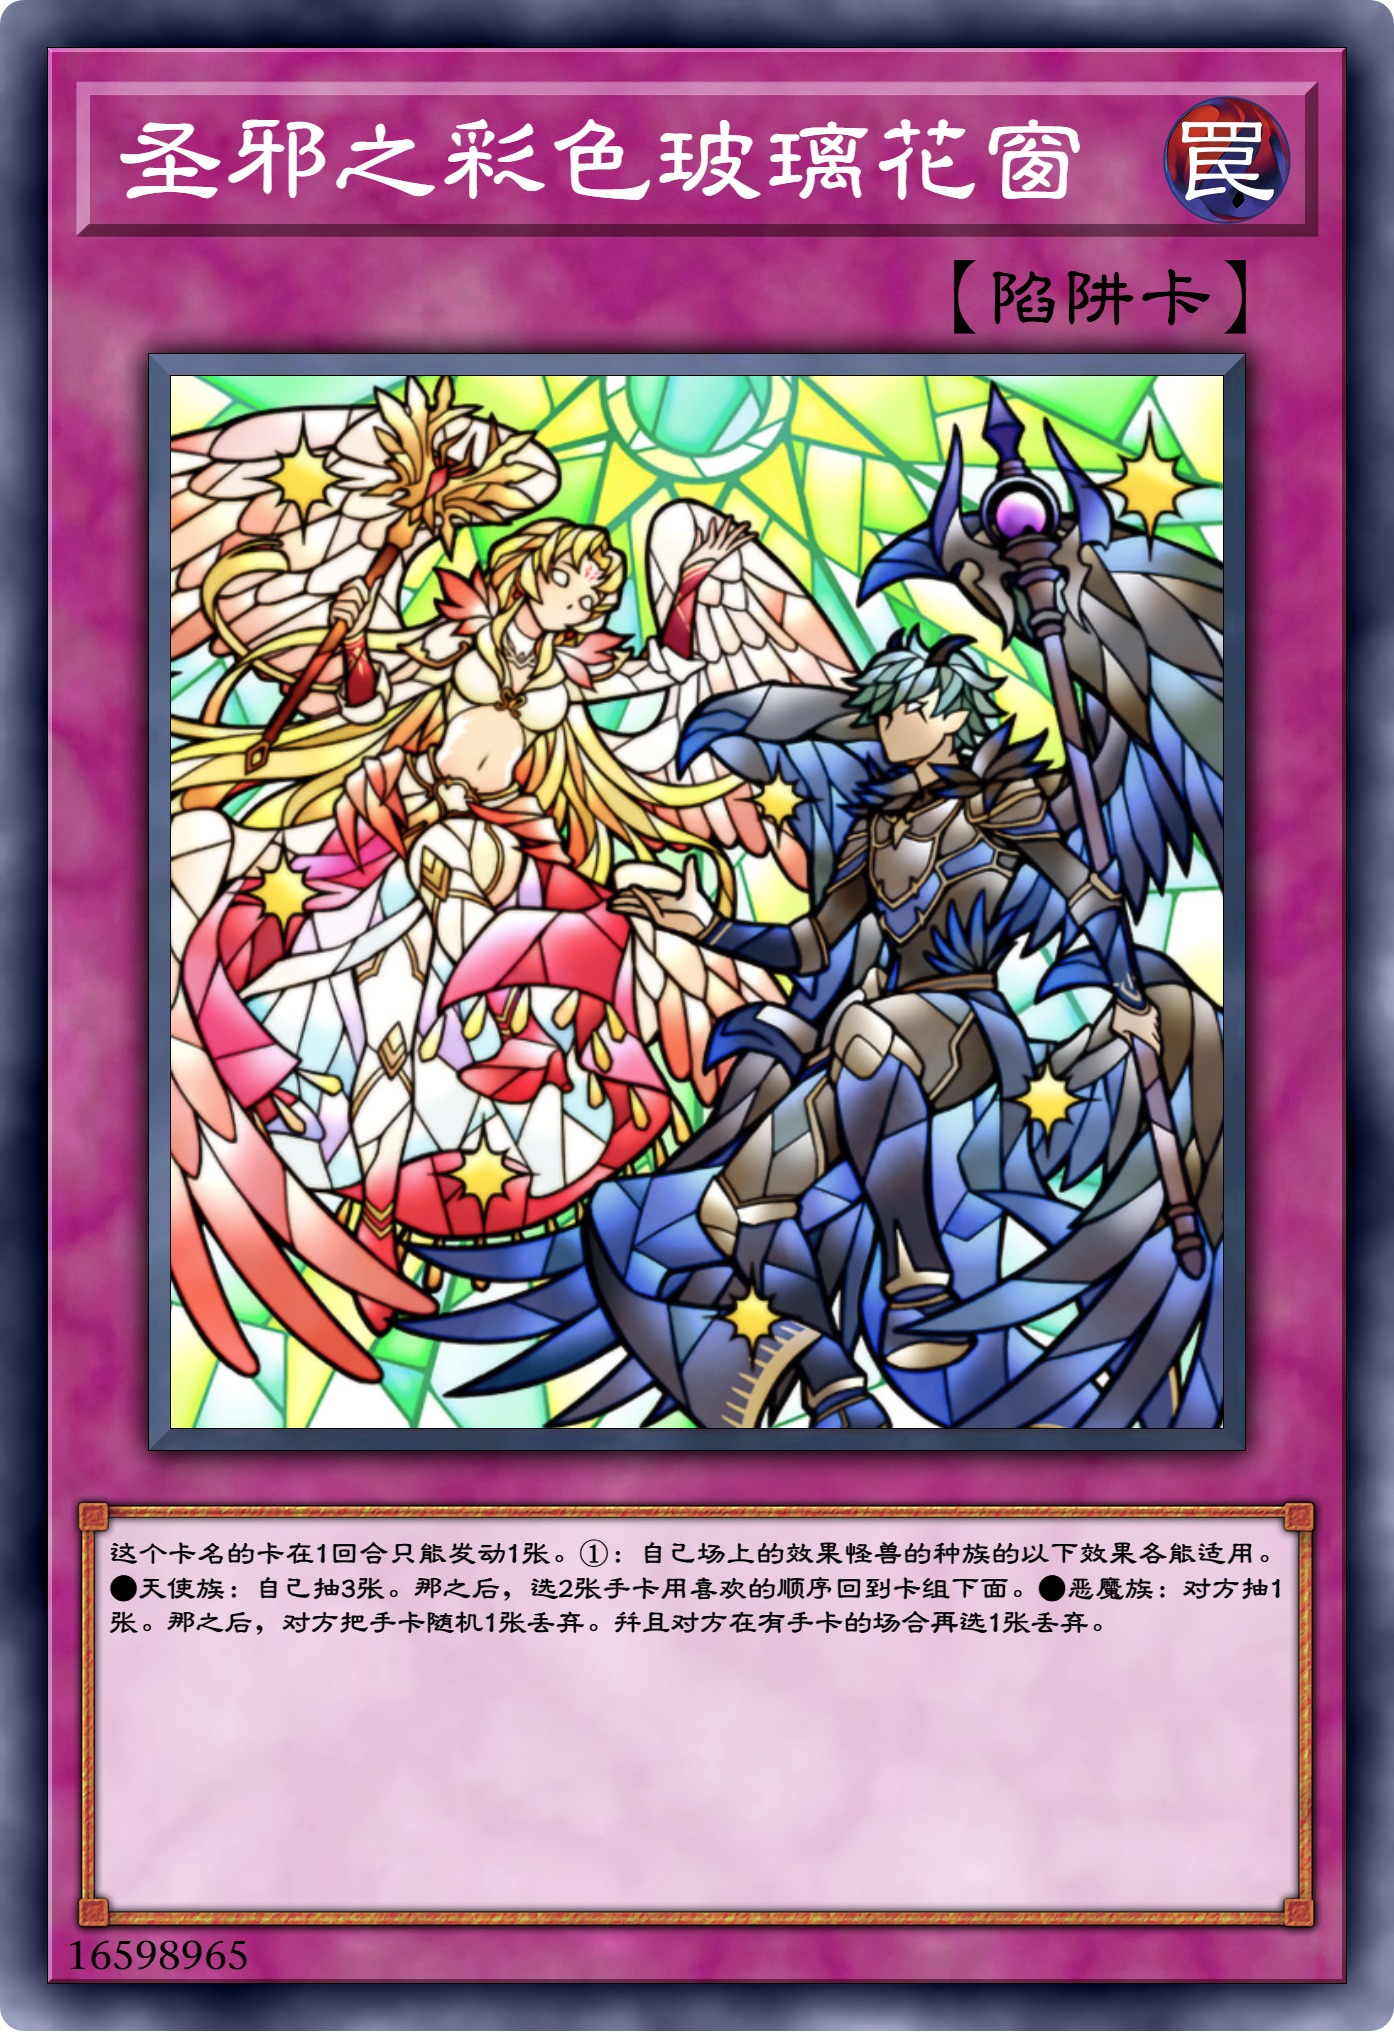 圣邪之彩色玻璃花窗
罠
【陷阱卡】
这个卡名的卡在1回合只能发动1张。①：自己场上的效果怪兽的种族的以下效果各能适用。
●天使族：自己抽3张。那之后，选2张手卡用喜欢的顺序回到卡组下面。●恶魔族：对方抽1
张。那之后，对方把手卡随机1张丢弃。并且对方在有手卡的场合再选1张丢弃。
16598965